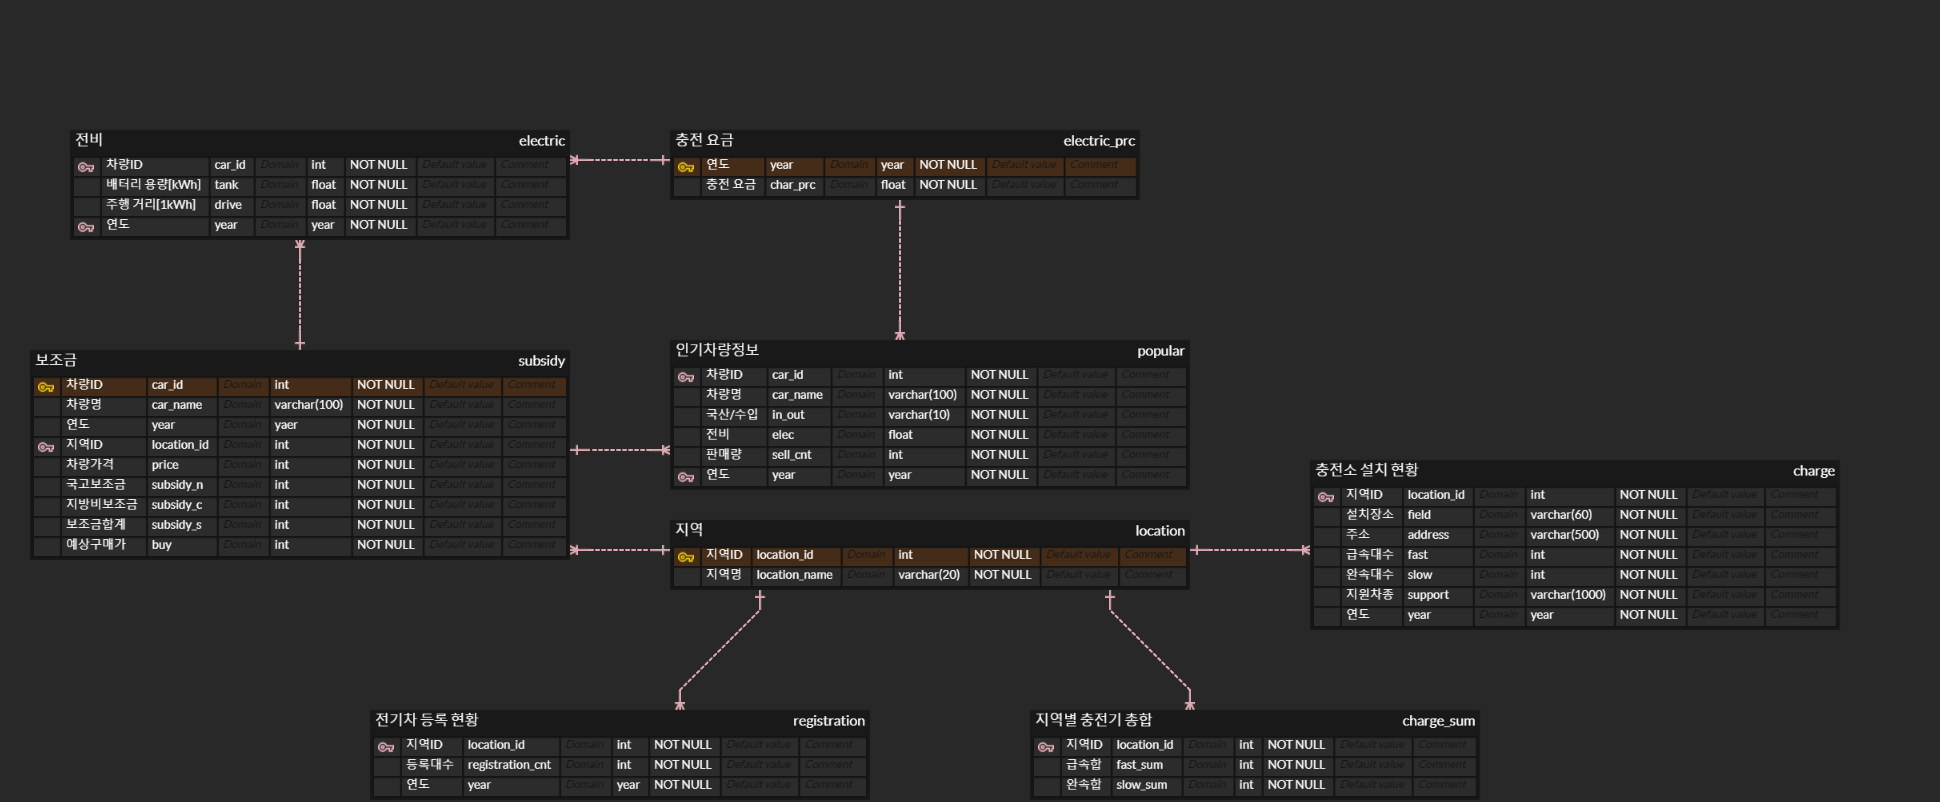 전비 electric
차량ID car_id Domain int NOT NULL Default value Comment
배터리 용량[kWh] tank Domain float NOT NULL Default value Comment
주행 거리[1kWh] drive Domain float NOT NULL Default value Comment
연도 year Domain year NOT NULL Default value Comment
충전 요금 electric_prc
연도 year Domain year NOT NULL Default value Comment
충전 요금 char_prc Domain float NOT NULL Default value Comment
보조금 subsidy
차량ID car_id Domain int NOT NULL Default value Comment
차량명 car_name Domain varchar(100) NOT NULL Default value Comment
연도 year Domain yaer NOT NULL Default value Comment
지역ID location_id Domain int NOT NULL Default value Comment
차량가격 price Domain int NOT NULL Default value Comment
국고보조금 subsidy_n Domain int NOT NULL Default value Comment
지방비보조금 subsidy_c Domain int NOT NULL Default value Comment
보조금합계 subsidy_s Domain int NOT NULL Default value Comment
예상구매가 buy Domain int NOT NULL Default value Comment
인기차량정보 popular
차량ID car_id Domain int NOT NULL Default value Comment
차량명 car_name Domain varchar(100) NOT NULL Default value Comment
국산/수입 in_out Domain varchar(10) NOT NULL Default value Comment
전비 elec Domain float NOT NULL Default value Comment
판매량 sell_cnt Domain int NOT NULL Default value Comment
연도 year Domain year NOT NULL Default value Comment
지역 location
지역ID location_id Domain int NOT NULL Default value Comment
지역명 location_name Domain varchar(20) NOT NULL Default value Comment
충전소 설치 현황 charge
지역ID location_id Domain int NOT NULL Default value Comment
설치장소 field Domain varchar(60) NOT NULL Default value Comment
주소 address Domain varchar(500) NOT NULL Default value Comment
급속대수 fast Domain int NOT NULL Default value Comment
완속대수 slow Domain int NOT NULL Default value Comment
지원차종 support Domain varchar(1000) NOT NULL Default value Comment
연도 year Domain year NOT NULL Default value Comment
전기차 등록 현황 registration
지역ID location_id Domain int NOT NULL Default value Comment
등록대수 registration_cnt Domain int NOT NULL Default value Comment
연도 year Domain year NOT NULL Default value Comment
지역별 충전기 총합 charge_sum
지역ID location_id Domain int NOT NULL Default value Comment
급속합 fast_sum Domain int NOT NULL Default value Comment
완속합 slow_sum Domain int NOT NULL Default value Comment